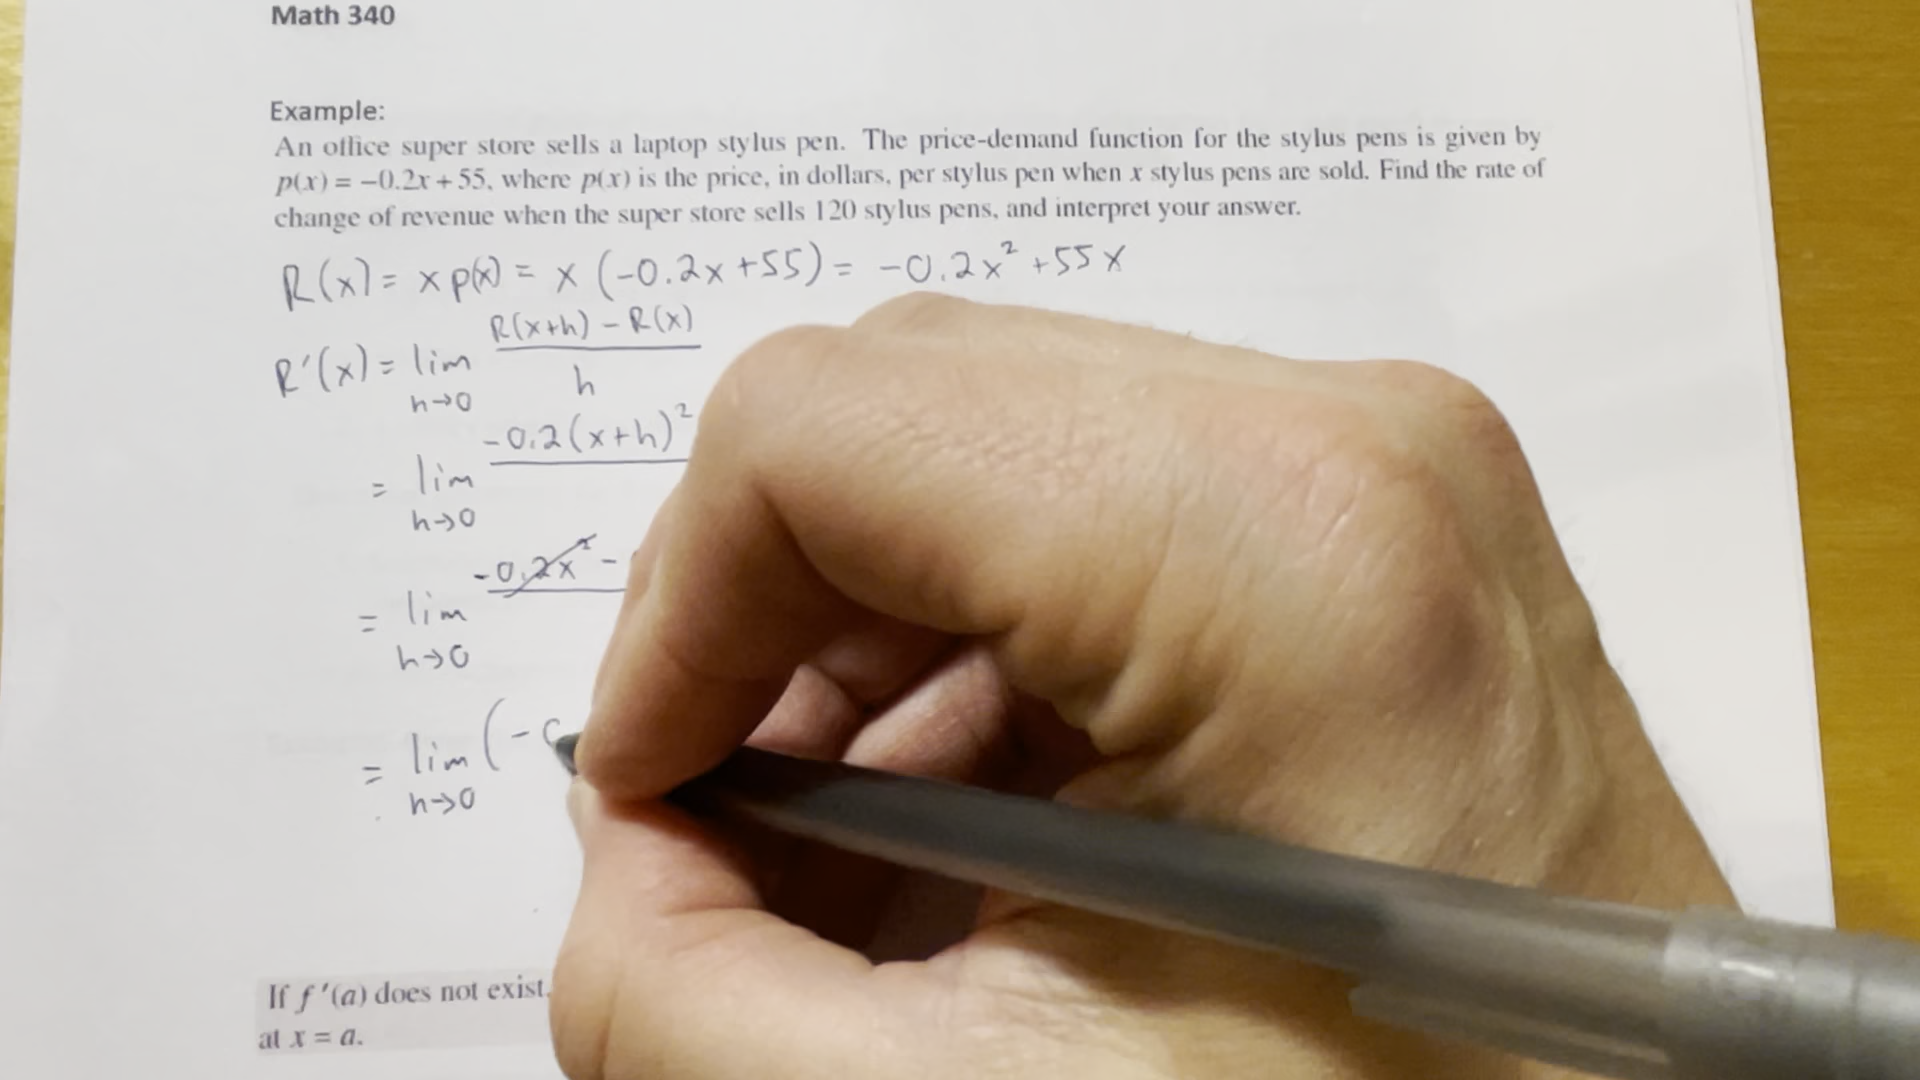 Math 340
Example:
An office super store sells a laptop stylus pen. The price-demand function for the stylus pens is given by
p(x) = −0.2x + 55, where p(x) is the price, in dollars, per stylus pen when x stylus pens are sold. Find the rate of
change of revenue when the super store sells 120 stylus pens, and interpret your answer.
R(x) = x p(x) = x (-0.2x +55) = -0.2x² +55x
R'(x) = lim h→0 R(x+h) - R(x) / h
= lim h→0 -0.2(x+h)²
= lim h→0 -0.2x² -
= lim h→0 (-
If f '(a) does not exist,
at x = a.